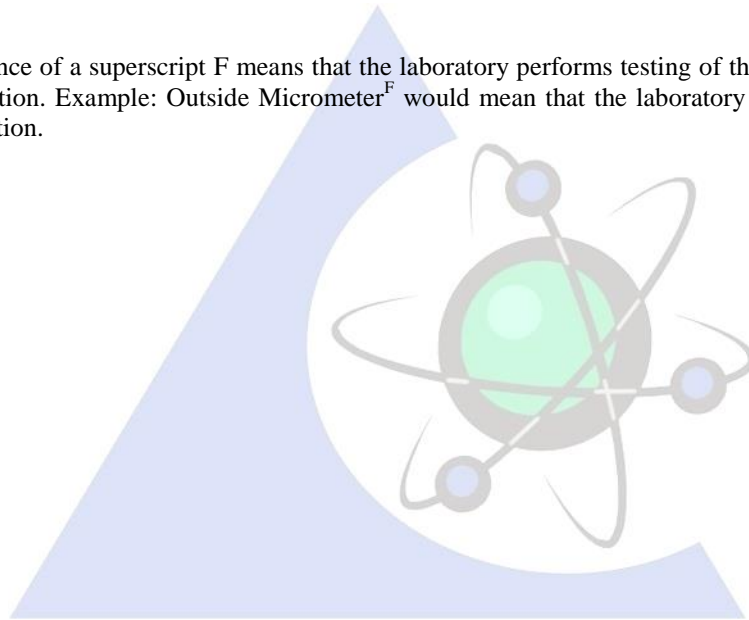 nce of a superscript F means that the laboratory performs testing of th
tion. Example: Outside Micrometer^F would mean that the laboratory
tion.